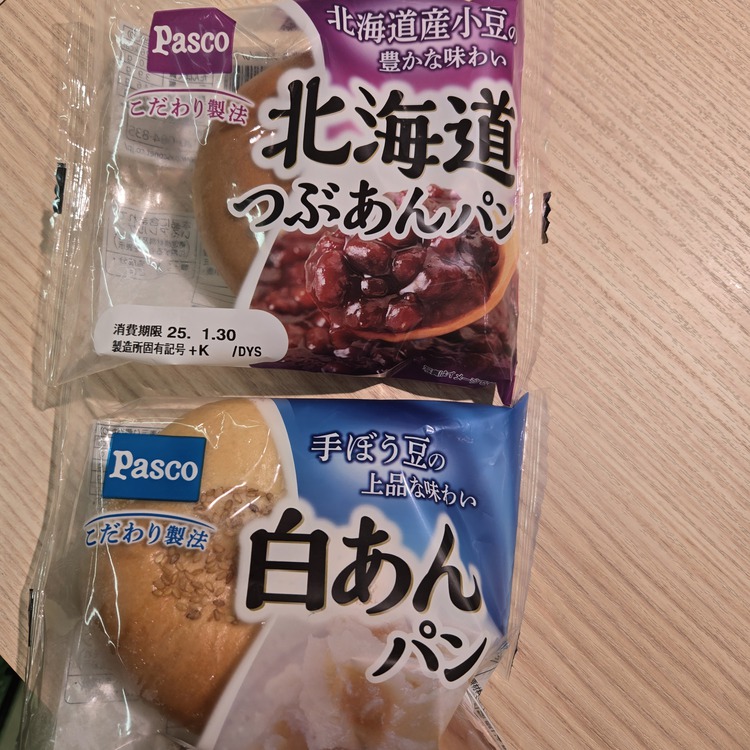 Pasco
こだわり製法
北海道産小豆の
豊かな味わい
北海道
つぶあんパン
消費期限 25. 1.30
製造所固有記号 +K /DYS
Pasco
こだわり製法
手ぼう豆の
上品な味わい
白あん
パン